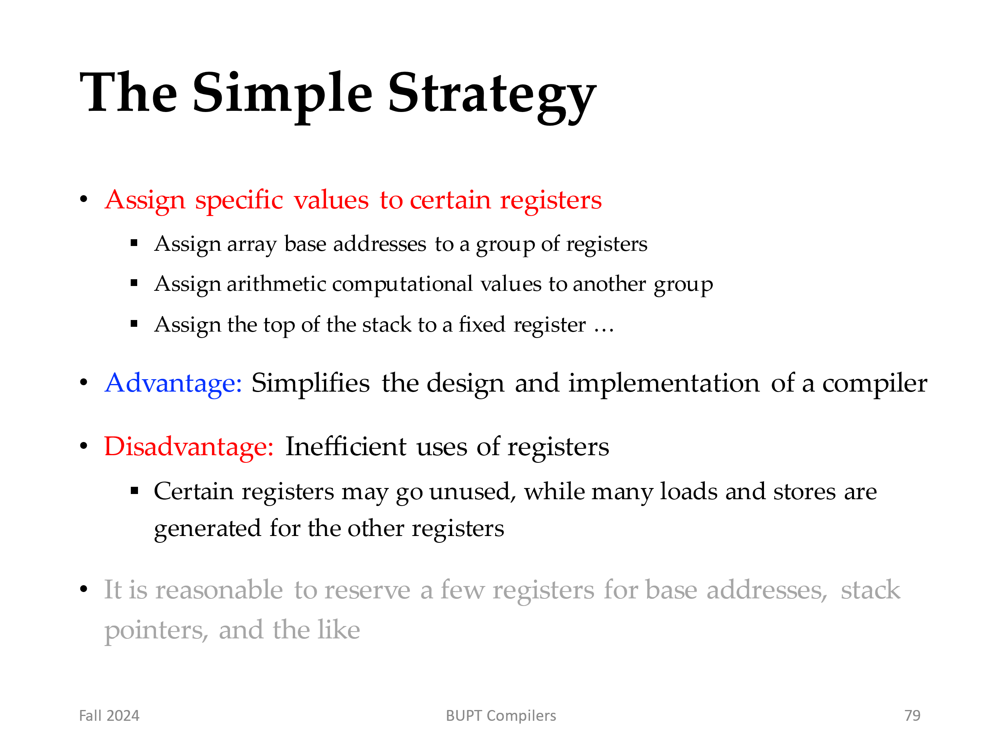 The Simple Strategy
• Assign specific values to certain registers
▪ Assign array base addresses to a group of registers
▪ Assign arithmetic computational values to another group
▪ Assign the top of the stack to a fixed register …
• Advantage: Simplifies the design and implementation of a compiler
• Disadvantage: Inefficient uses of registers
▪ Certain registers may go unused, while many loads and stores are
generated for the other registers
• It is reasonable to reserve a few registers for base addresses, stack
pointers, and the like
Fall 2024
BUPT Compilers
79